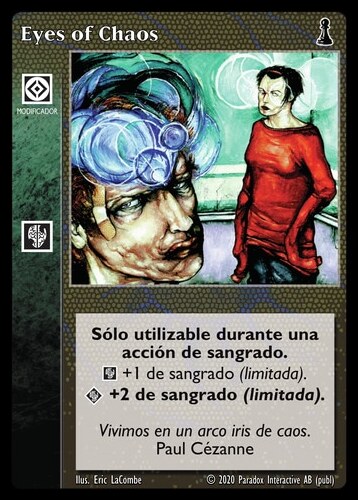 Eyes of Chaos
MODIFICADOR
Sólo utilizable durante una
acción de sangrado.
+1 de sangrado (limitada).
+2 de sangrado (limitada).
Vivimos en un arco iris de caos.
Paul Cézanne
Ilus. Eric LaCombe
© 2020 Paradox Interactive AB (publ)